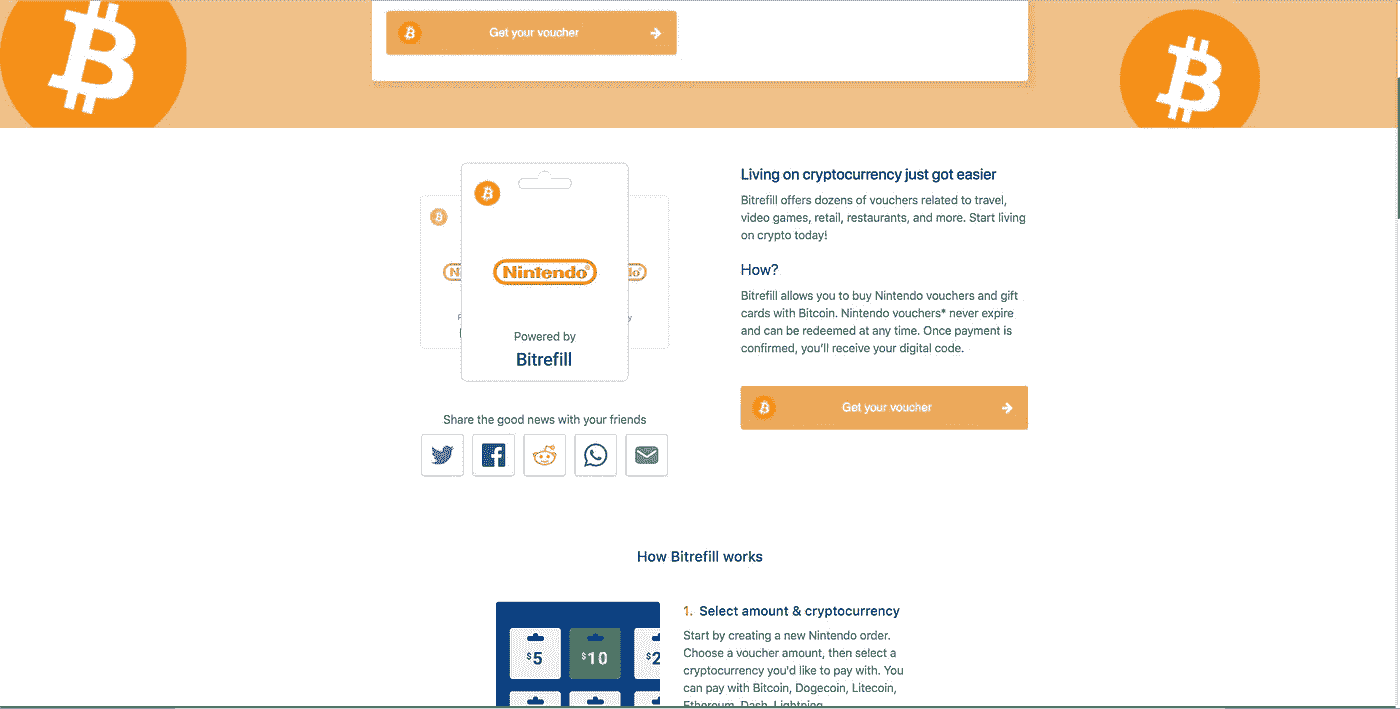 Get your voucher
Nintendo
Powered by
Bitrefill
Share the good news with your friends
Living on cryptocurrency just got easier
Bitrefill offers dozens of vouchers related to travel,
video games, retail, restaurants, and more. Start living
on crypto today!
How?
Bitrefill allows you to buy Nintendo vouchers and gift
cards with Bitcoin. Nintendo vouchers* never expire
and can be redeemed at any time. Once payment is
confirmed, you'll receive your digital code.
Get your voucher
How Bitrefill works
$5
$10
$2
1. Select amount & cryptocurrency
Start by creating a new Nintendo order.
Choose a voucher amount, then select a
cryptocurrency you'd like to pay with. You
can pay with Bitcoin, Dogecoin, Litecoin,
Ethereum, Dash, Lightning